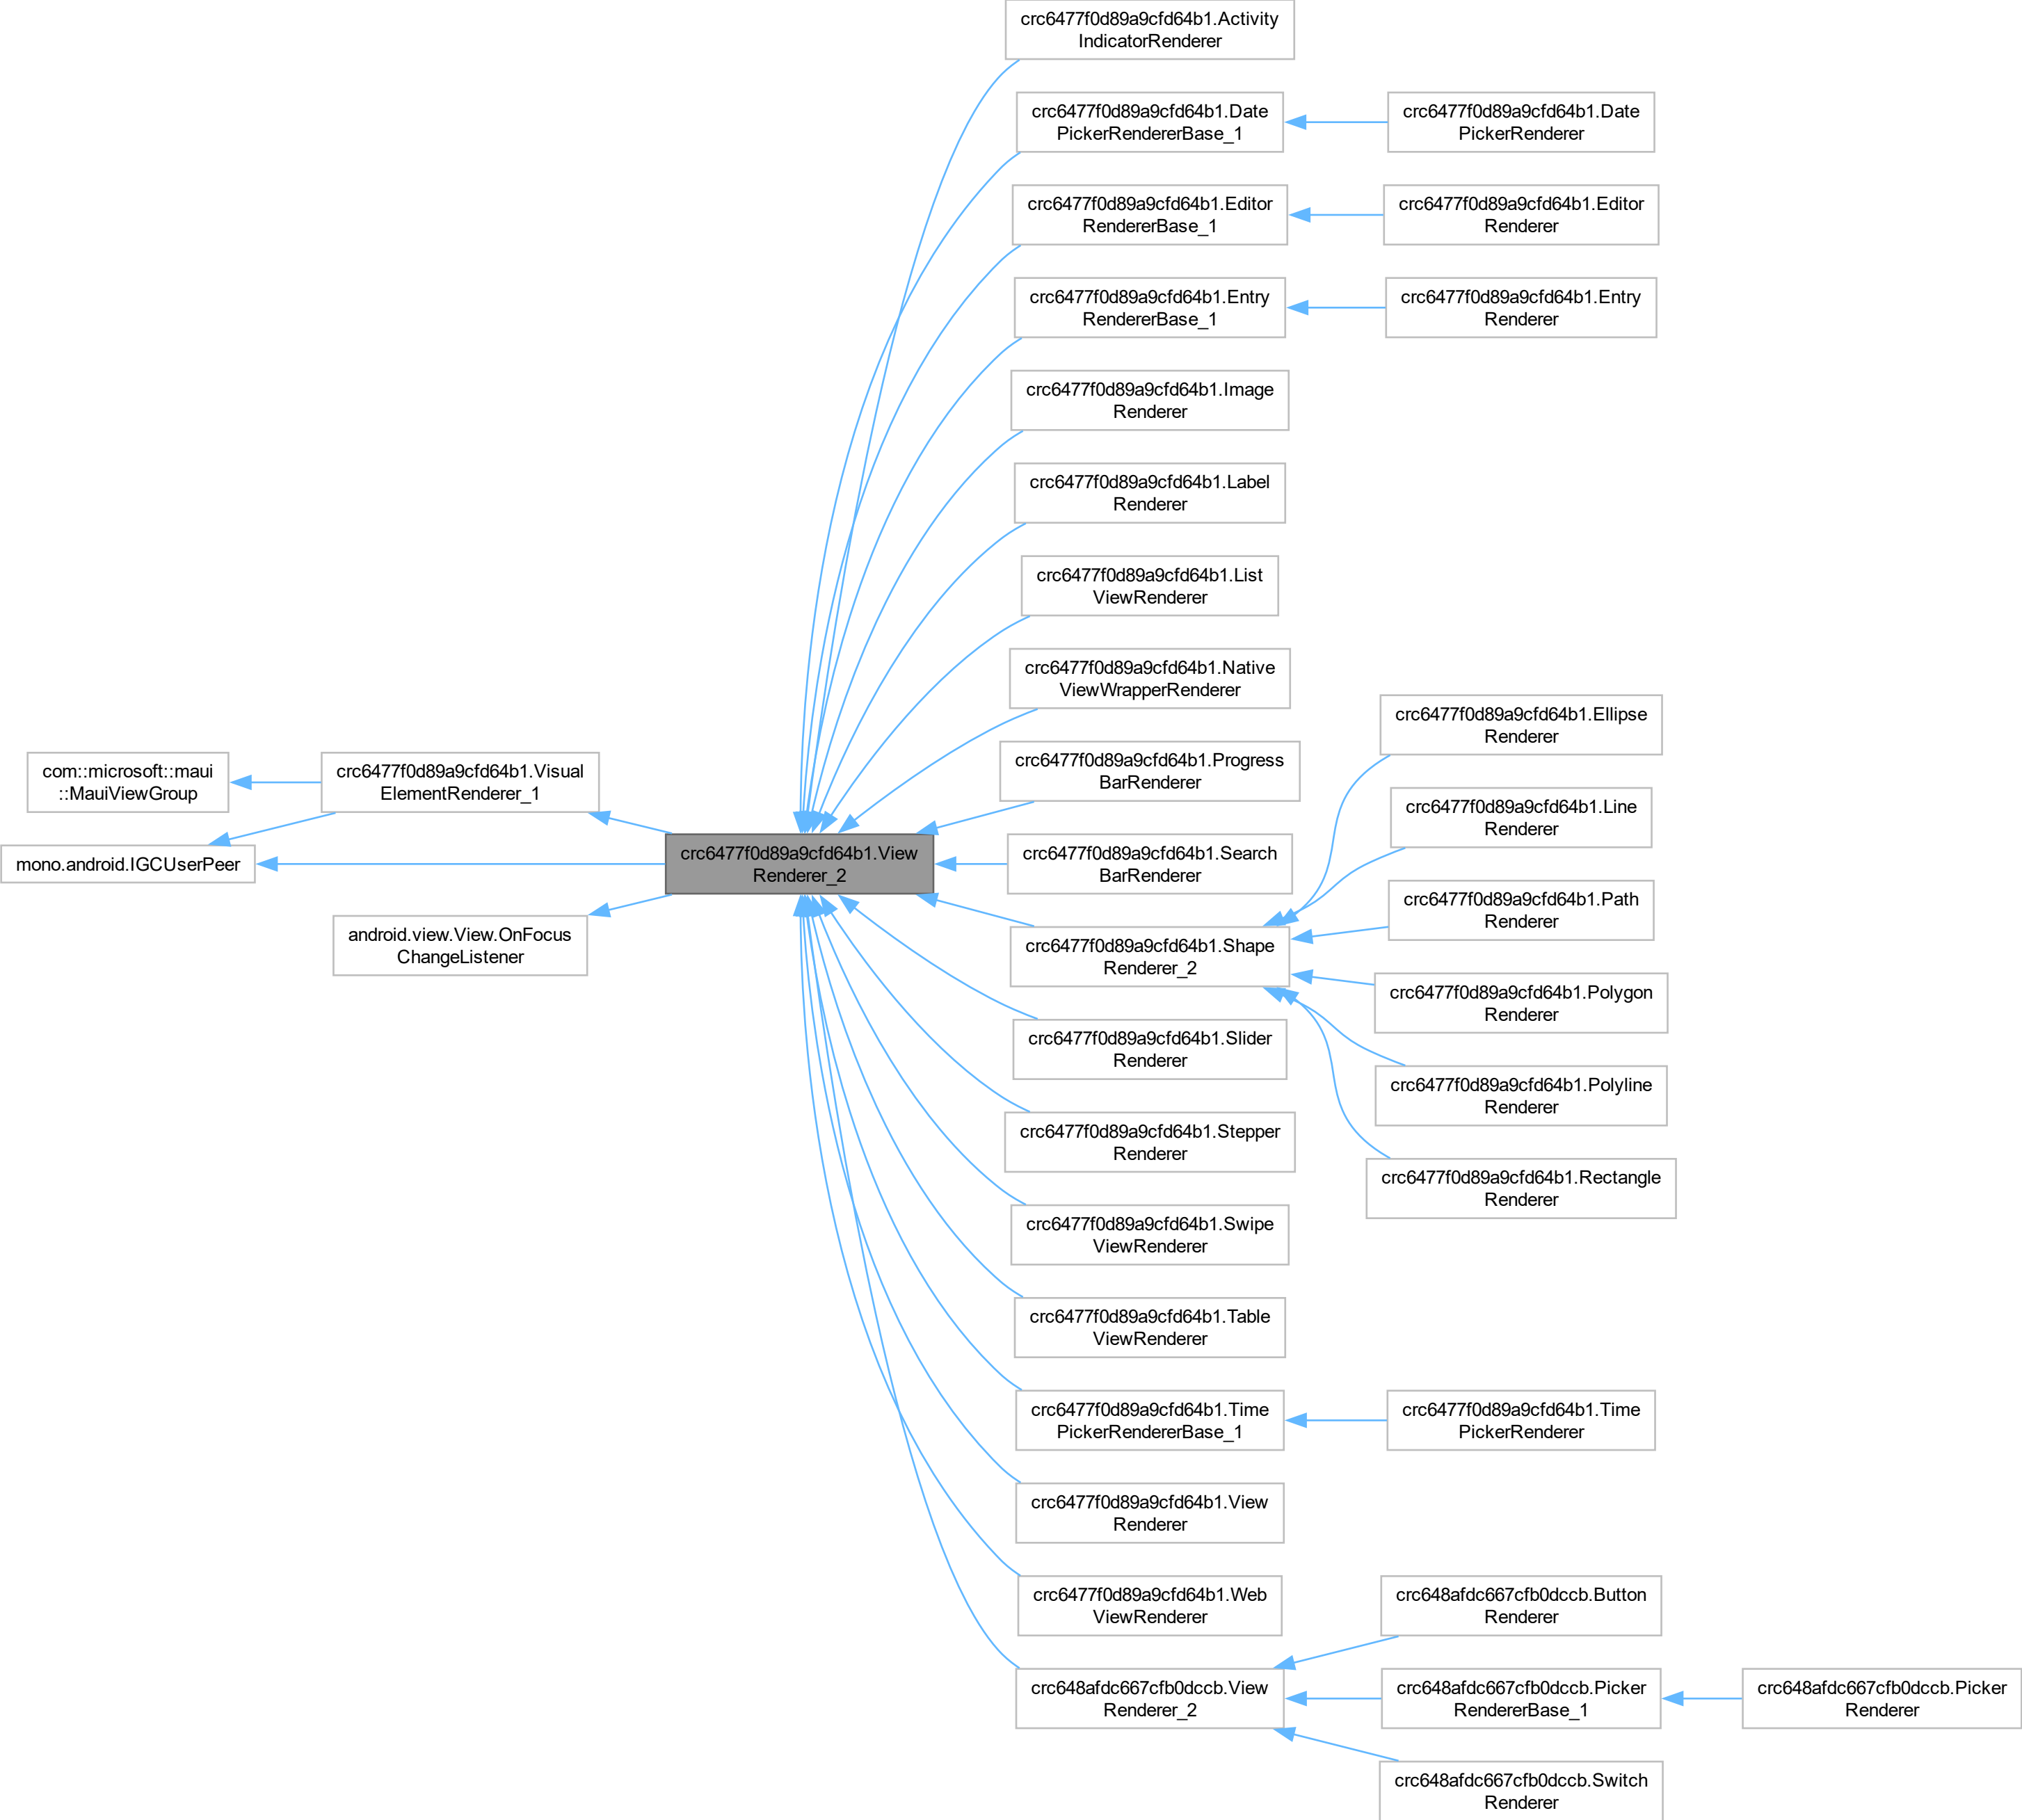 crc6477f0d89a9cfd64b1.Activity
IndicatorRenderer
crc6477f0d89a9cfd64b1.Date
PickerRendererBase_1
crc6477f0d89a9cfd64b1.Date
PickerRenderer
crc6477f0d89a9cfd64b1.Editor
RendererBase_1
crc6477f0d89a9cfd64b1.Editor
Renderer
crc6477f0d89a9cfd64b1.Entry
RendererBase_1
crc6477f0d89a9cfd64b1.Entry
Renderer
crc6477f0d89a9cfd64b1.Image
Renderer
crc6477f0d89a9cfd64b1.Label
Renderer
crc6477f0d89a9cfd64b1.List
ViewRenderer
crc6477f0d89a9cfd64b1.Native
ViewWrapperRenderer
com::microsoft::maui
::MauiViewGroup
crc6477f0d89a9cfd64b1.Visual
ElementRenderer_1
mono.android.IGCUserPeer
android.view.View.OnFocus
ChangeListener
crc6477f0d89a9cfd64b1.View
Renderer_2
crc6477f0d89a9cfd64b1.Progress
BarRenderer
crc6477f0d89a9cfd64b1.Search
BarRenderer
crc6477f0d89a9cfd64b1.Shape
Renderer_2
crc6477f0d89a9cfd64b1.Ellipse
Renderer
crc6477f0d89a9cfd64b1.Line
Renderer
crc6477f0d89a9cfd64b1.Path
Renderer
crc6477f0d89a9cfd64b1.Polygon
Renderer
crc6477f0d89a9cfd64b1.Polyline
Renderer
crc6477f0d89a9cfd64b1.Rectangle
Renderer
crc6477f0d89a9cfd64b1.Slider
Renderer
crc6477f0d89a9cfd64b1.Stepper
Renderer
crc6477f0d89a9cfd64b1.Swipe
ViewRenderer
crc6477f0d89a9cfd64b1.Table
ViewRenderer
crc6477f0d89a9cfd64b1.Time
PickerRendererBase_1
crc6477f0d89a9cfd64b1.Time
PickerRenderer
crc6477f0d89a9cfd64b1.View
Renderer
crc6477f0d89a9cfd64b1.Web
ViewRenderer
crc648afdc667cfb0dccb.View
Renderer_2
crc648afdc667cfb0dccb.Button
Renderer
crc648afdc667cfb0dccb.Picker
RendererBase_1
crc648afdc667cfb0dccb.Picker
Renderer
crc648afdc667cfb0dccb.Switch
Renderer